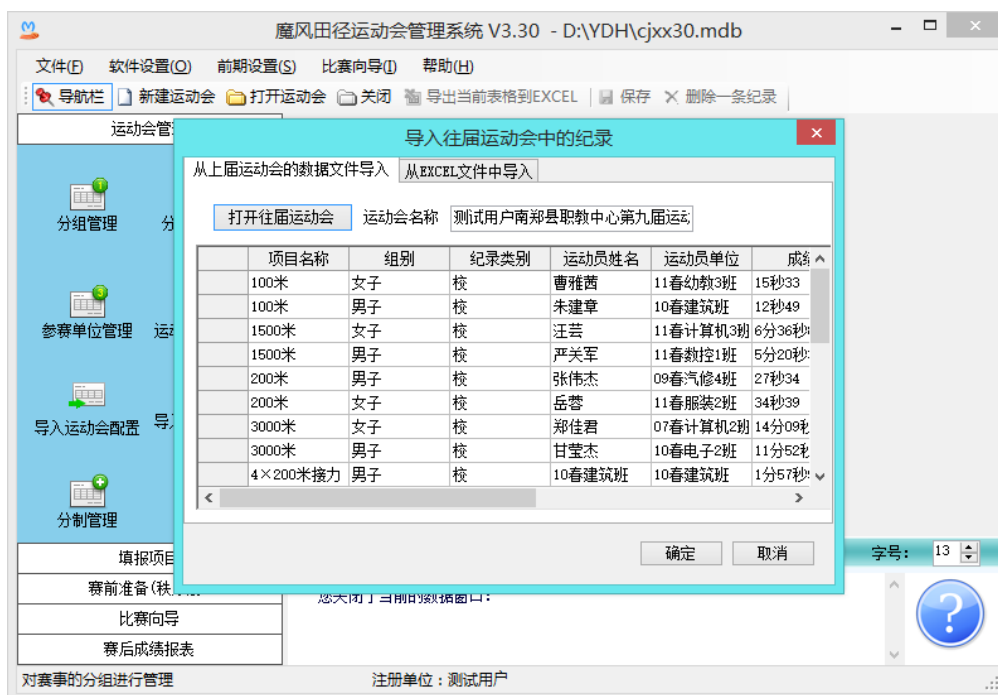 魔风田径运动会管理系统 V3.30 - D:\YDH\cjxx30.mdb
文件(F) 软件设置(O) 前期设置(S) 比赛向导(I) 帮助(H)
导航栏 新建运动会 打开运动会 关闭 导出当前表格到EXCEL 保存 删除一条纪录
运动会管
导入往届运动会中的纪录
从上届运动会的数据文件导入 从EXCEL文件中导入
打开往届运动会 运动会名称 测试用户南郑县职教中心第九届运动
分组管理 分
参赛单位管理 运动
导入运动会配置 导入
分制管理
项目名称 组别 纪录类别 运动员姓名 运动员单位 成绩
100米 女子 校 曹雅茜 11春幼教3班 15秒33
100米 男子 校 朱建章 10春建筑班 12秒49
1500米 女子 校 汪芸 11春计算机3班 6分36秒
1500米 男子 校 严关军 11春数控1班 5分20秒
200米 男子 校 张伟杰 09春汽修4班 27秒34
200米 女子 校 岳蓉 11春服装2班 34秒39
3000米 女子 校 郑佳君 07春计算机2班 14分09秒
3000米 男子 校 甘莹杰 10春电子2班 11分52秒
4×200米接力 男子 校 10春建筑班 10春建筑班 1分57秒
确定 取消
填报项目
赛前准备(秩
比赛向导
赛后成绩报表
字号: 13
您关闭了当前的数据窗口!
对赛事的分组进行管理 注册单位:测试用户